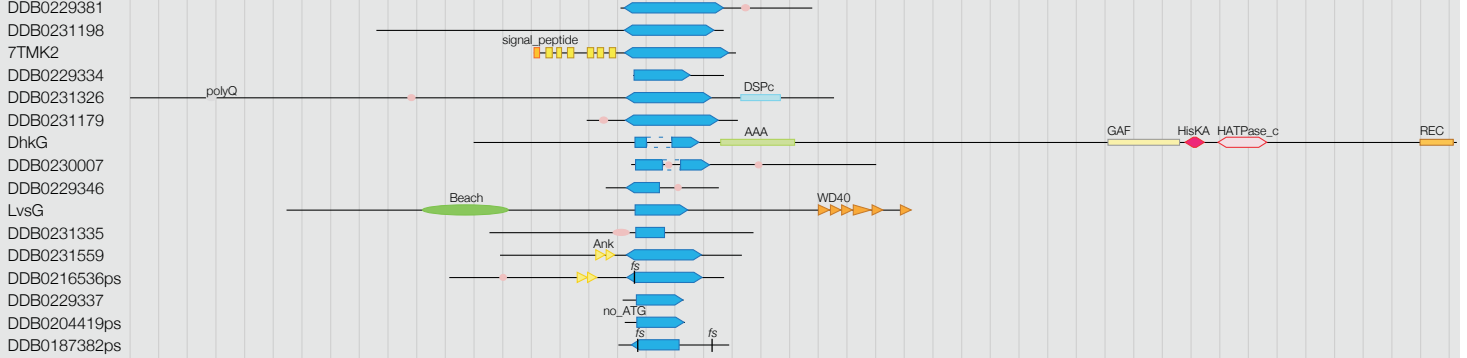 DDB0229381
DDB0231198
signal_peptide
7TMK2
DDB0229334
DDB0231326 polyQ DSPc
DDB0231179
DhkG AAA GAF HisKA HATPase_c REC
DDB0230007
DDB0229346
LvsG Beach WD40
DDB0231335
DDB0231559 Ank
fs
DDB0216536ps
DDB0229337
no_ATG
DDB0204419ps
fs fs
DDB0187382ps